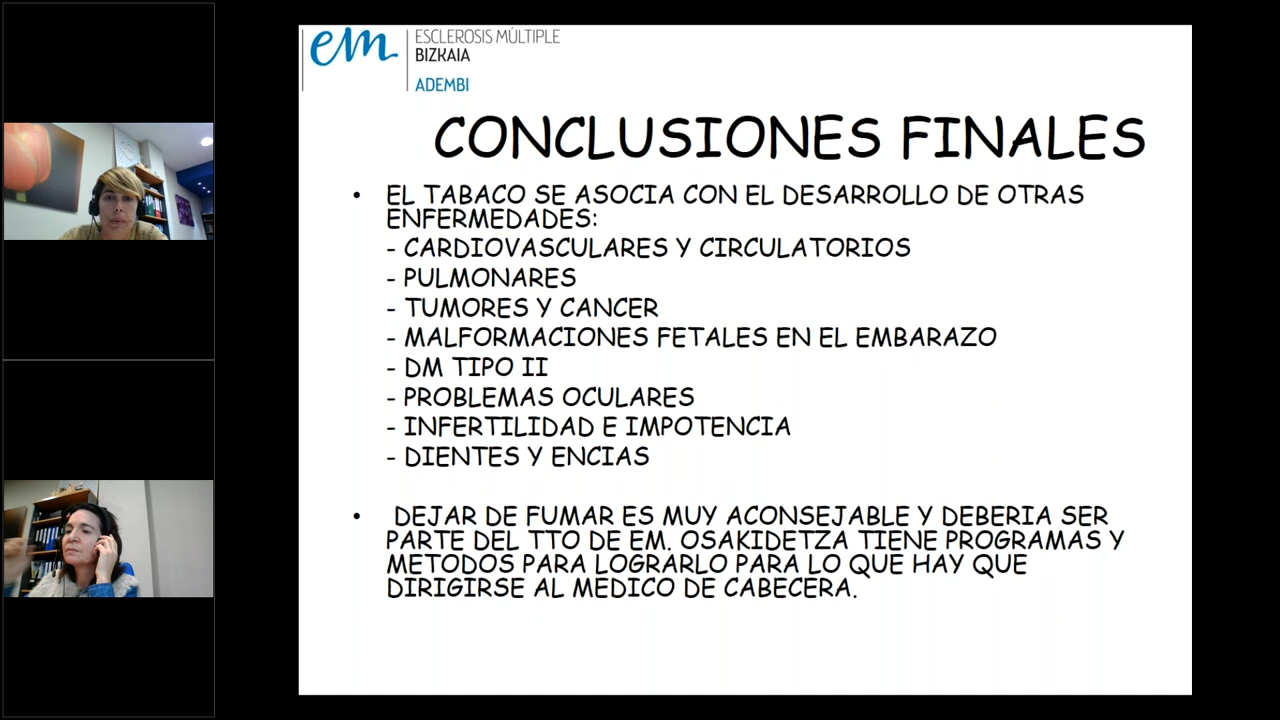 em
ESCLEROSIS MÚLTIPLE
BIZKAIA
ADEMBI
CONCLUSIONES FINALES
• EL TABACO SE ASOCIA CON EL DESARROLLO DE OTRAS
ENFERMEDADES:
- CARDIOVASCULARES Y CIRCULATORIOS
- PULMONARES
- TUMORES Y CANCER
- MALFORMACIONES FETALES EN EL EMBARAZO
- DM TIPO II
- PROBLEMAS OCULARES
- INFERTILIDAD E IMPOTENCIA
- DIENTES Y ENCIAS
• DEJAR DE FUMAR ES MUY ACONSEJABLE Y DEBERIA SER
PARTE DEL TTO DE EM. OSAKIDETZA TIENE PROGRAMAS Y
METODOS PARA LOGRARLO PARA LO QUE HAY QUE
DIRIGIRSE AL MEDICO DE CABECERA.